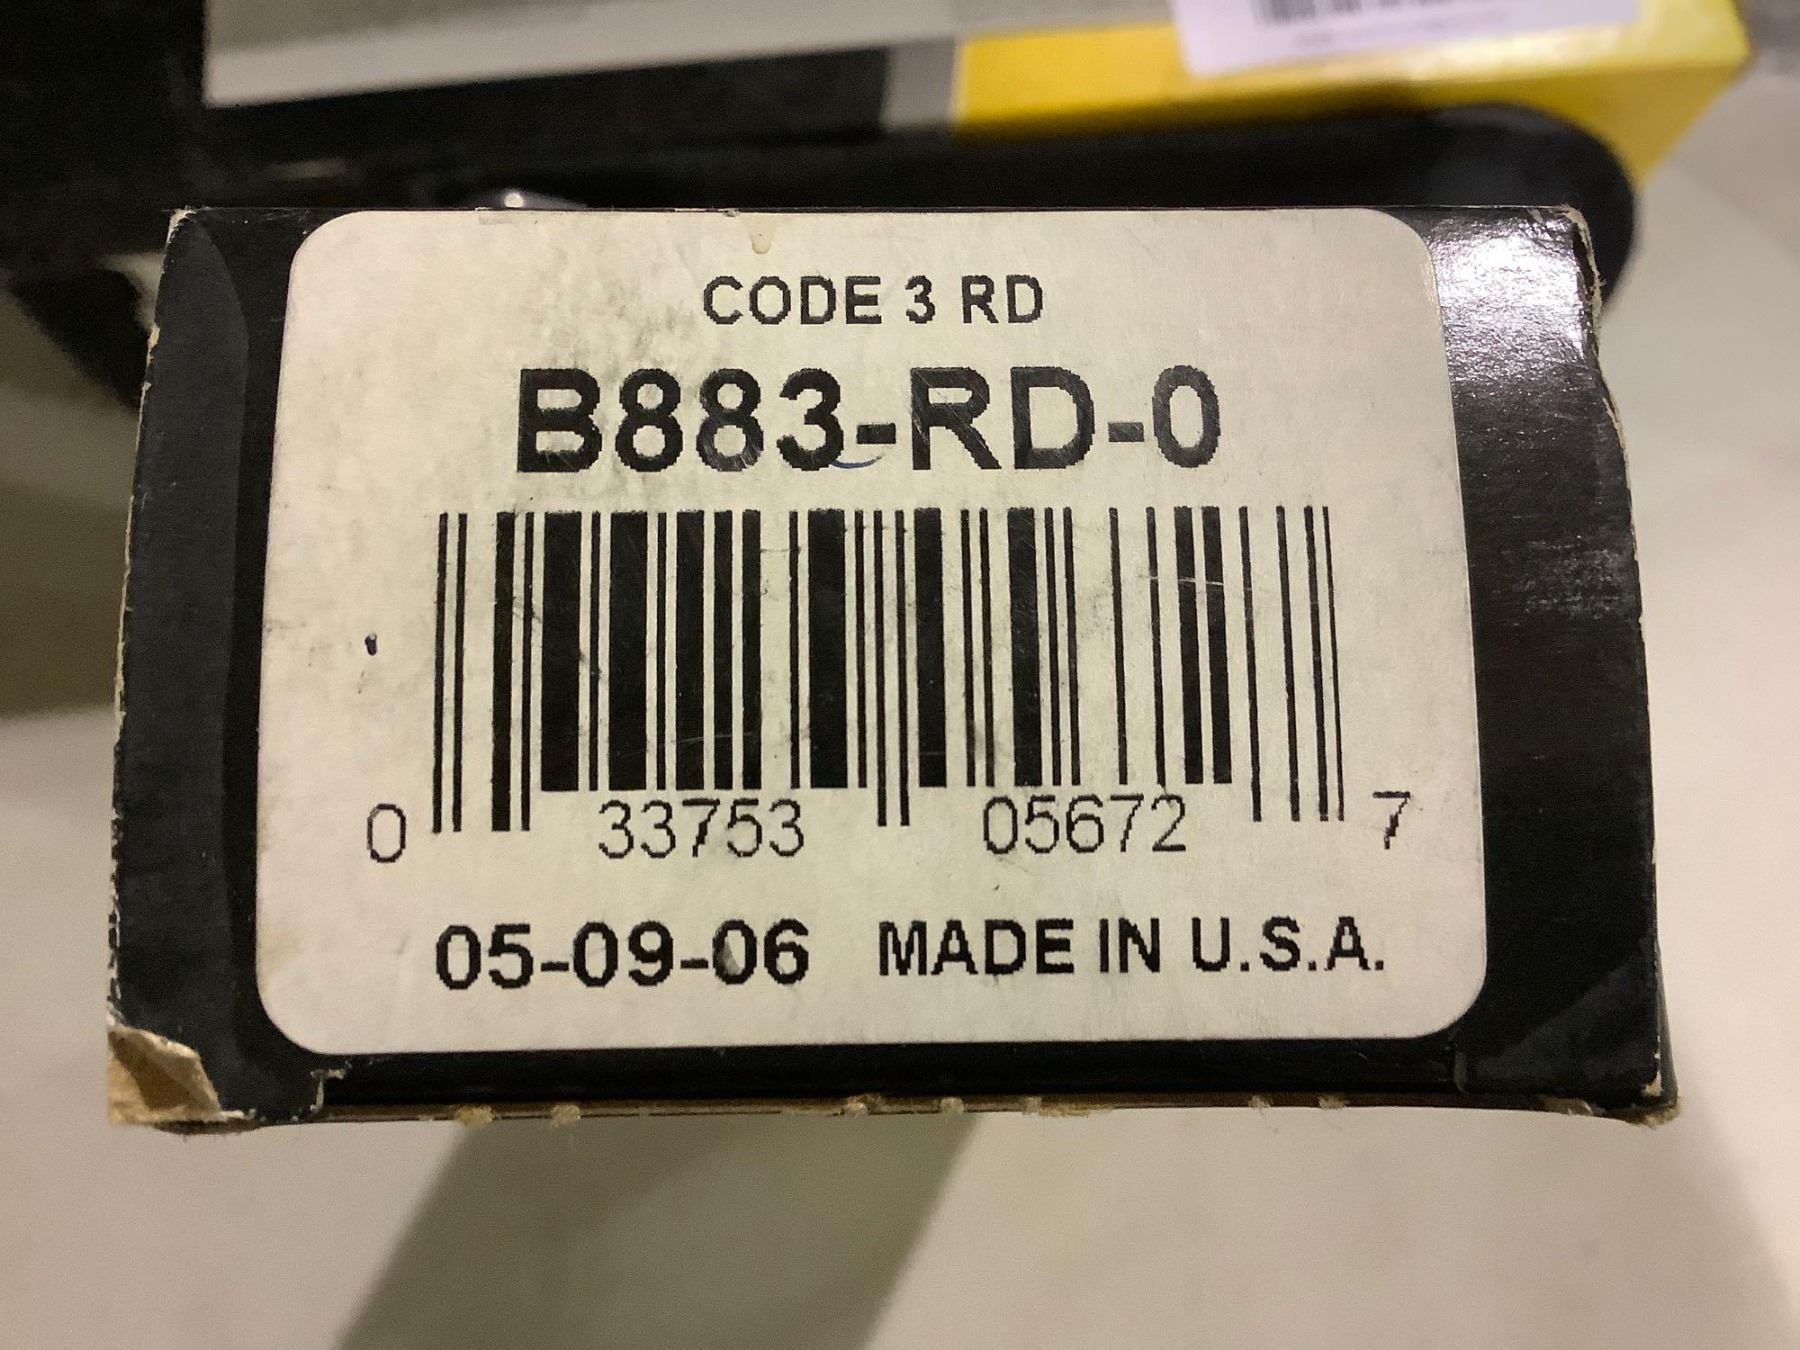 CODE 3 RD
B883-RD-0
0 33753 05672 7
05-09-06 MADE IN U.S.A.